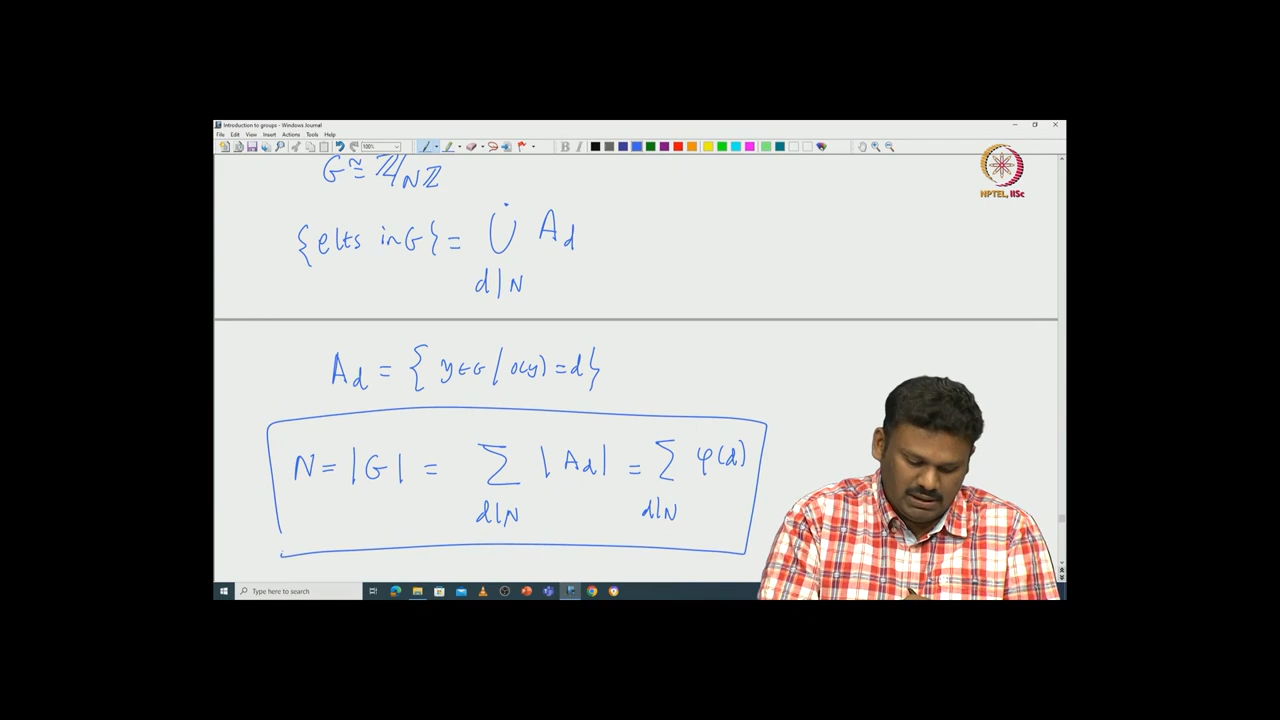 Introduction to groups - Windows Journal
File Edit View Insert Actions Tools Help
100%
B I
NPTEL, IISc
G ≅ ℤ/Nℤ
{elts in G} = ⋃̇ A_d
d|N
A_d = { y∈G / o(y) = d}
N = |G| = ∑ |A_d| = ∑ φ(d)
d|N d|N
Type here to search